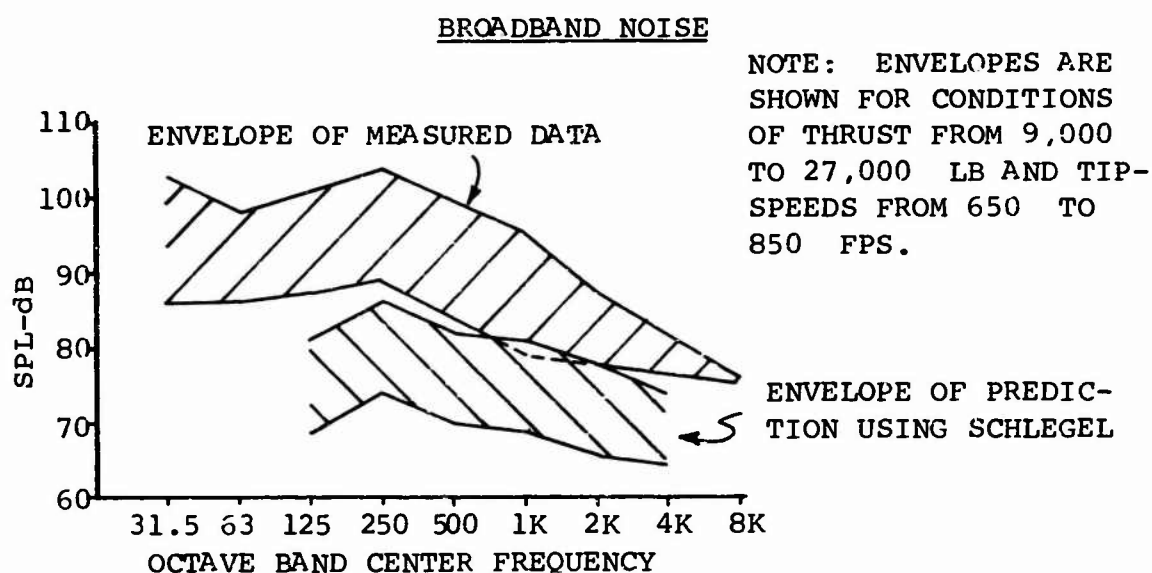 BROADBAND NOISE
NOTE: ENVELOPES ARE
SHOWN FOR CONDITIONS
OF THRUST FROM 9,000
TO 27,000 LB AND TIP-
SPEEDS FROM 650 TO
850 FPS.
ENVELOPE OF MEASURED DATA
110
100
90
80
70
60
SPL-dB
ENVELOPE OF PREDIC-
TION USING SCHLEGEL
31.5 63 125 250 500 1K 2K 4K 8K
OCTAVE BAND CENTER FREQUENCY